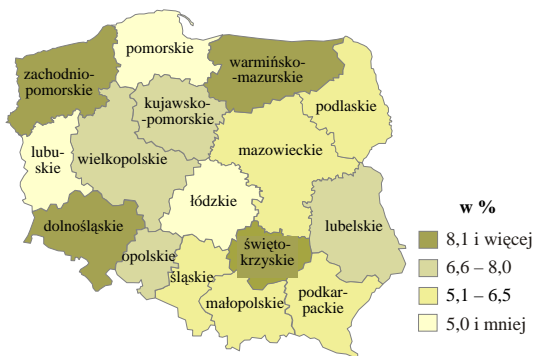 pomorskie
warmińsko-
-mazurskie
zachodnio-
pomorskie
kujawsko-
-pomorskie
podlaskie
lubu-
skie
wielkopolskie
mazowieckie
łódzkie
dolnośląskie
lubelskie
opolskie
święto-
krzyskie
śląskie
małopolskie
podkar-
packie
w %
8,1 i więcej
6,6 – 8,0
5,1 – 6,5
5,0 i mniej